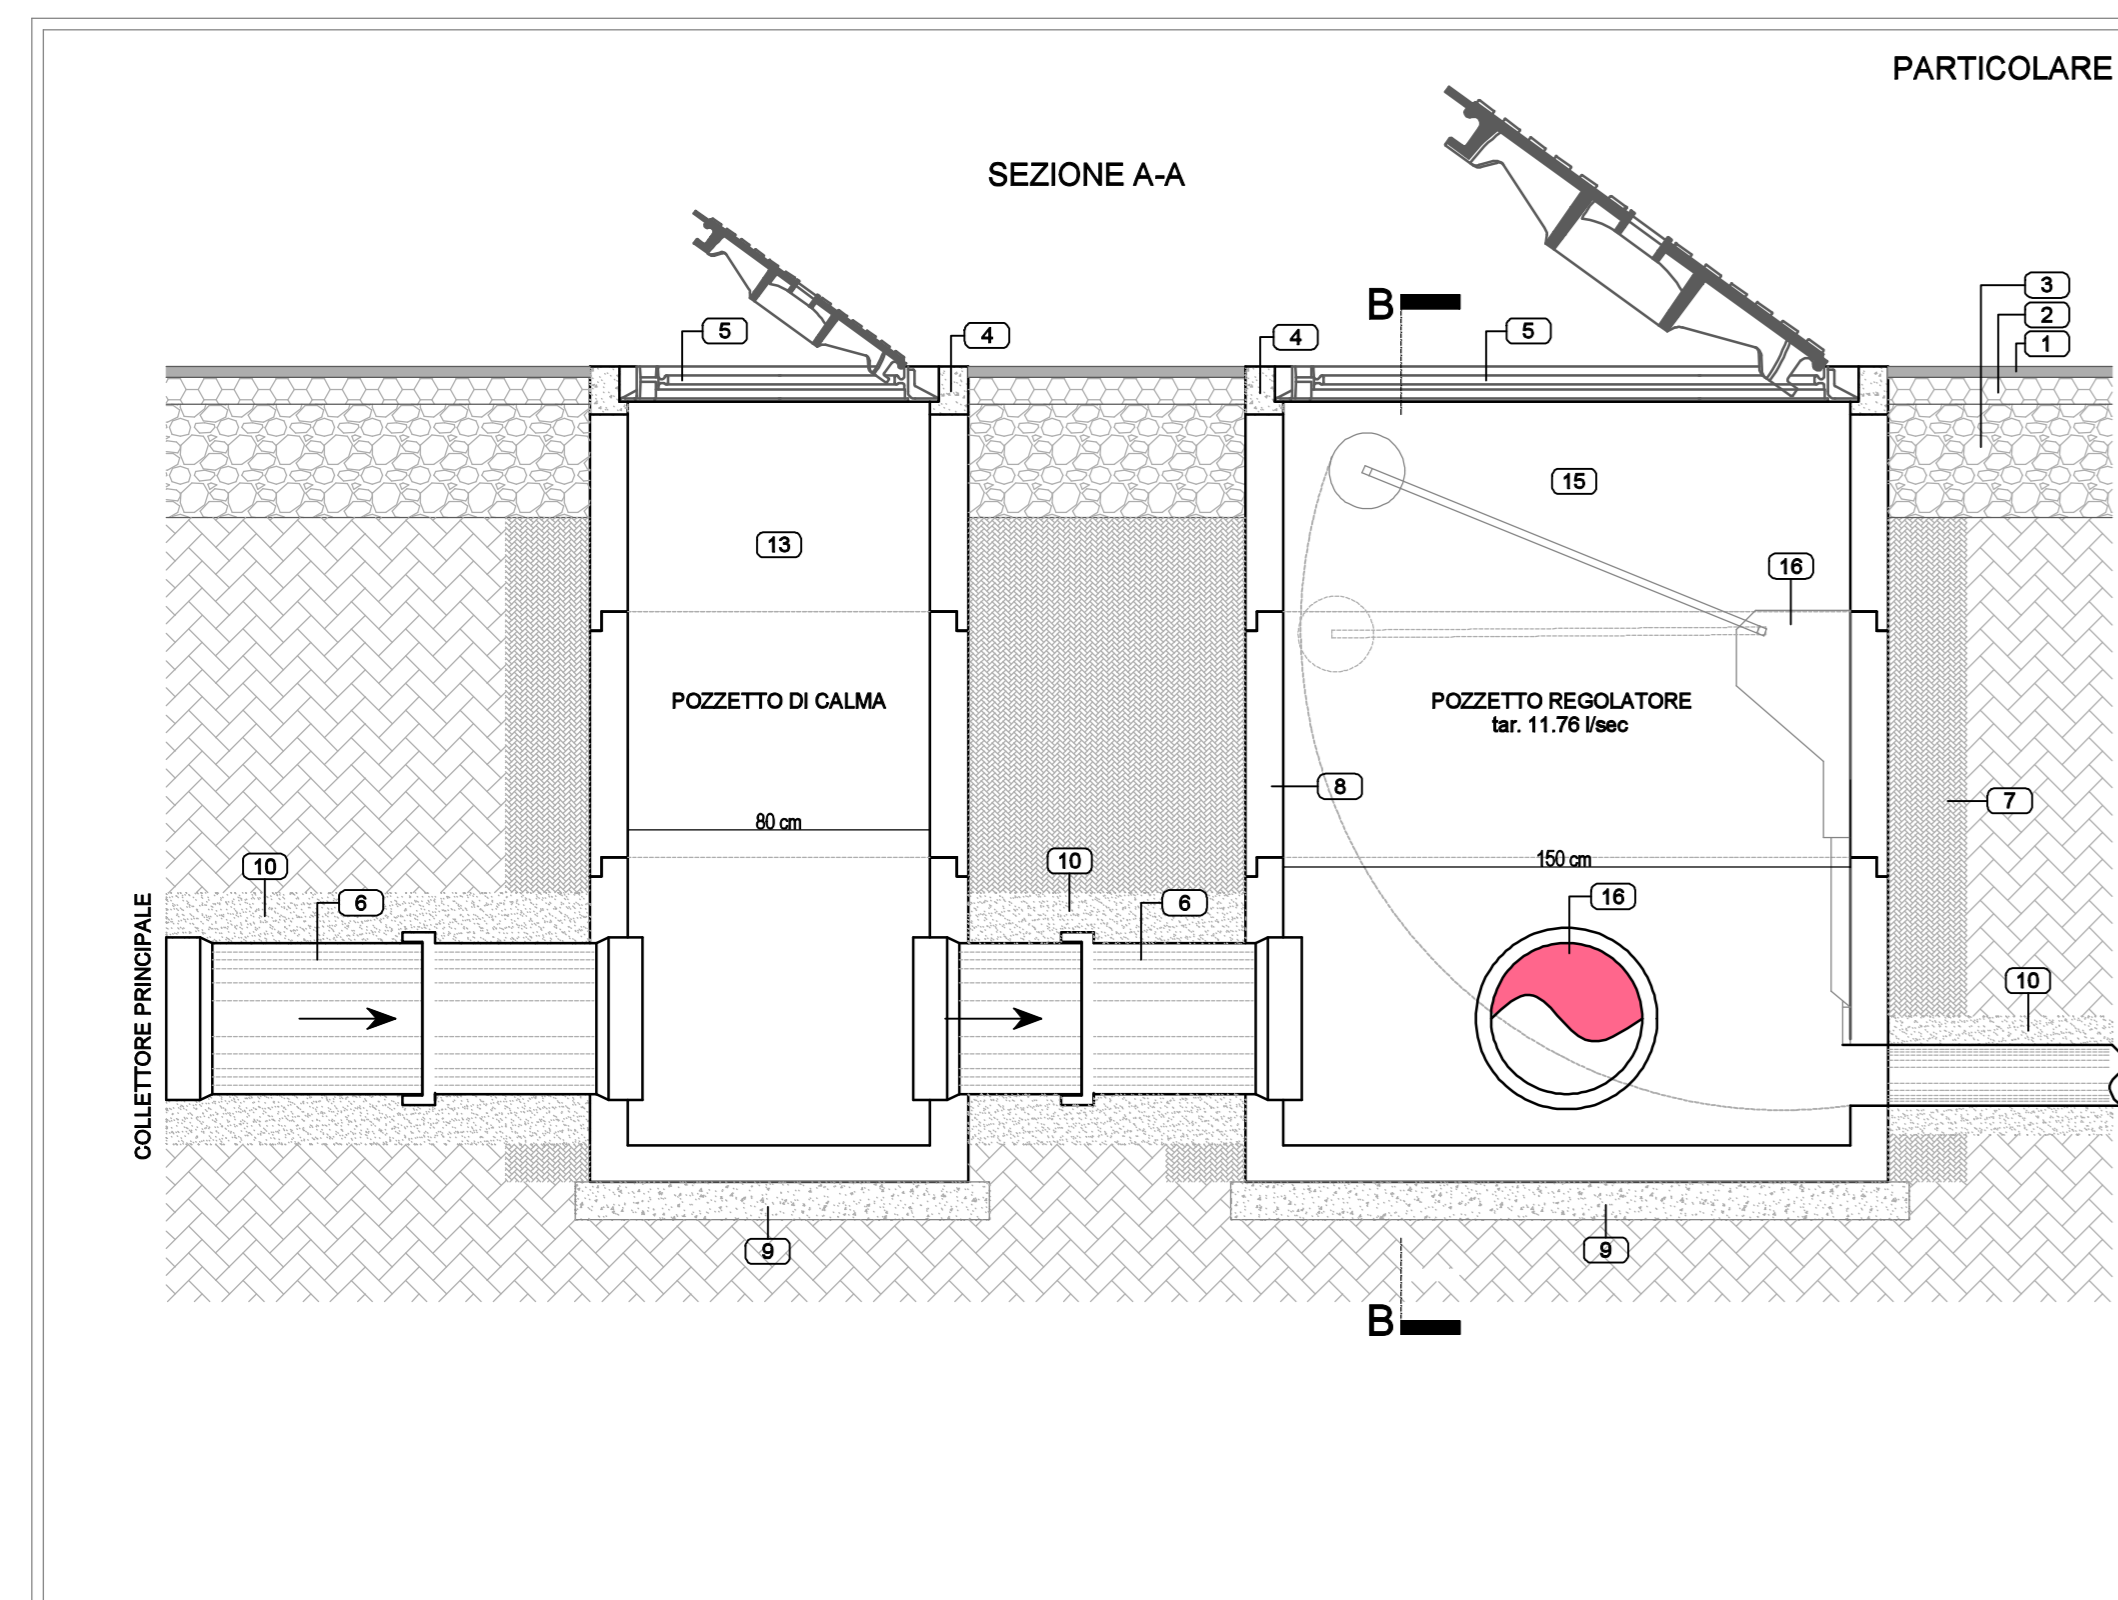 PARTICOLARE
SEZIONE A-A
B
3
2
1
5
4
4
5
13
15
16
POZZETTO DI CALMA
POZZETTO REGOLATORE
tar. 11.76 l/sec
8
7
80 cm
150 cm
10
10
6
6
16
10
COLLETTORE PRINCIPALE
9
9
B